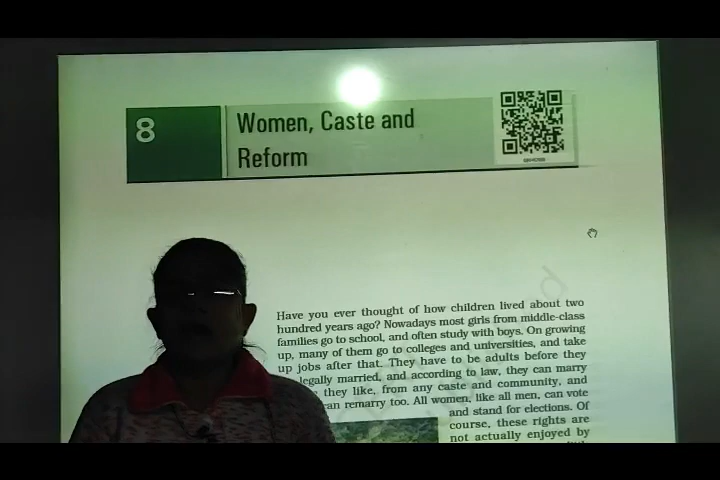 8
Women, Caste and
Reform
Have you ever thought of how children lived about two
hundred years ago? Nowadays most girls from middle-class
families go to school, and often study with boys. On growing
up, many of them go to colleges and universities, and take
up jobs after that. They have to be adults before they
legally married, and according to law, they can marry
they like, from any caste and community, and
an remarry too. All women, like all men, can vote
and stand for elections. Of
course, these rights are
not actually enjoyed by